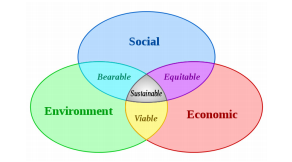 Social
Bearable
Equitable
Sustainable
Environment
Viable
Economic